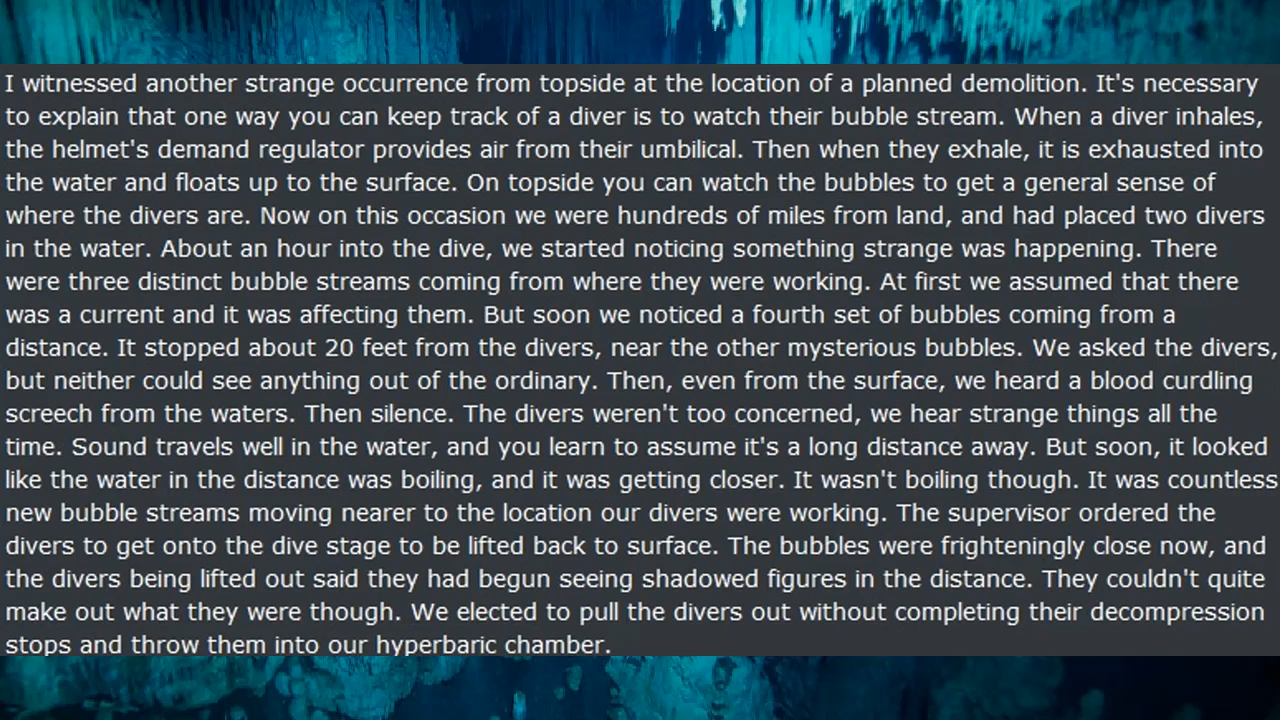 I witnessed another strange occurrence from topside at the location of a planned demolition. It's necessary
to explain that one way you can keep track of a diver is to watch their bubble stream. When a diver inhales,
the helmet's demand regulator provides air from their umbilical. Then when they exhale, it is exhausted into
the water and floats up to the surface. On topside you can watch the bubbles to get a general sense of
where the divers are. Now on this occasion we were hundreds of miles from land, and had placed two divers
in the water. About an hour into the dive, we started noticing something strange was happening. There
were three distinct bubble streams coming from where they were working. At first we assumed that there
was a current and it was affecting them. But soon we noticed a fourth set of bubbles coming from a
distance. It stopped about 20 feet from the divers, near the other mysterious bubbles. We asked the divers,
but neither could see anything out of the ordinary. Then, even from the surface, we heard a blood curdling
screech from the waters. Then silence. The divers weren't too concerned, we hear strange things all the
time. Sound travels well in the water, and you learn to assume it's a long distance away. But soon, it looked
like the water in the distance was boiling, and it was getting closer. It wasn't boiling though. It was countless
new bubble streams moving nearer to the location our divers were working. The supervisor ordered the
divers to get onto the dive stage to be lifted back to surface. The bubbles were frighteningly close now, and
the divers being lifted out said they had begun seeing shadowed figures in the distance. They couldn't quite
make out what they were though. We elected to pull the divers out without completing their decompression
stops and throw them into our hyperbaric chamber.